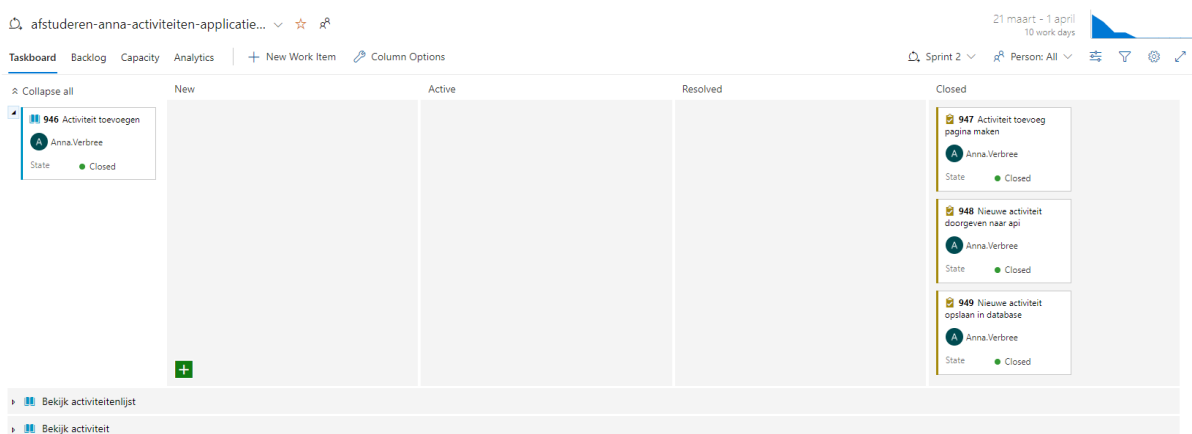 afstuderen-anna-activiteiten-applicatie...
21 maart - 1 april
10 work days
Taskboard Backlog Capacity Analytics New Work Item Column Options Sprint 2 Person: All
Collapse all New Active Resolved Closed
946 Activiteit toevoegen
Anna.Verbree
State Closed
947 Activiteit toevoeg
pagina maken
A Anna.Verbree
State Closed
948 Nieuwe activiteit
doorgeven naar api
A Anna.Verbree
State Closed
949 Nieuwe activiteit
opslaan in database
A Anna.Verbree
State Closed
Bekijk activiteitenlijst
Bekijk activiteit